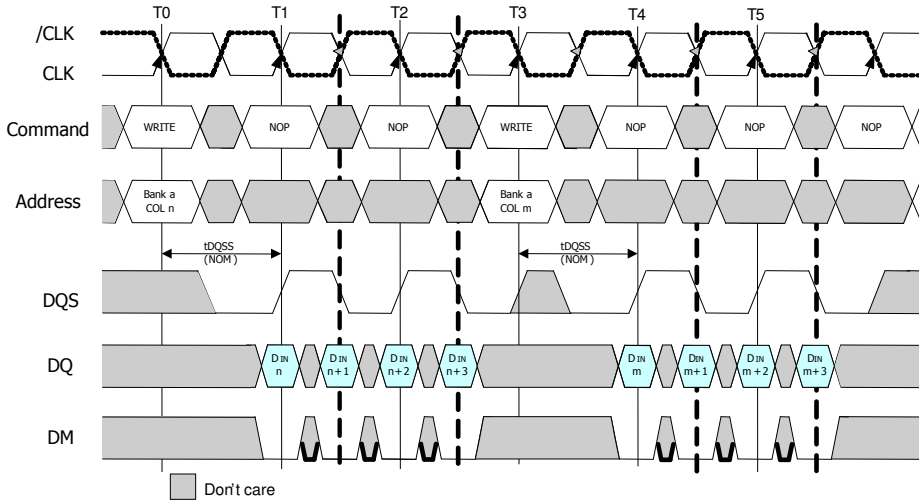 T0 T1 T2 T3 T4 T5
/CLK
CLK
Command WRITE NOP NOP WRITE NOP NOP NOP
Address Bank a COL n Bank a COL m
tDQSS (NOM) tDQSS (NOM)
DQS
DQ DIN n DIN n+1 DIN n+2 DIN n+3 DIN m DIN m+1 DIN m+2 DIN m+3
DM
Don't care